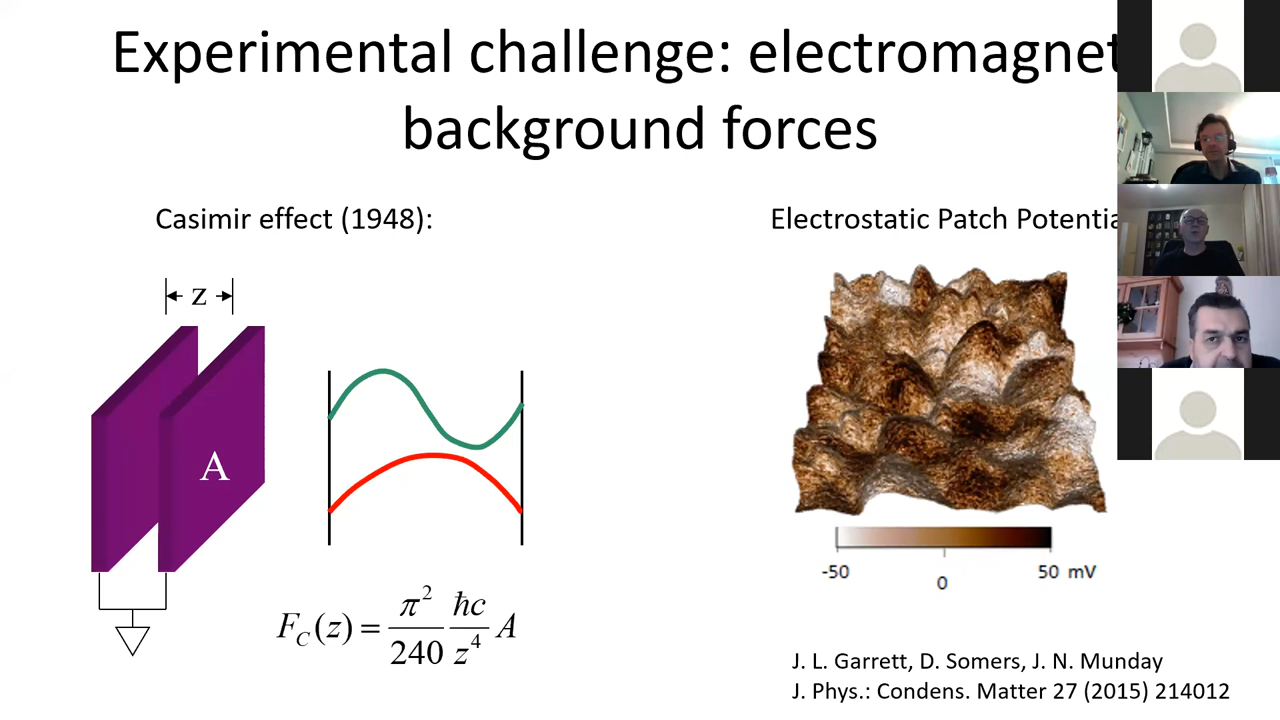 Experimental challenge: electromagnet
background forces
Casimir effect (1948):
Electrostatic Patch Potentia
z
A
F_C(z) = π² ħc
240 z⁴ A
-50
0
50 mV
J. L. Garrett, D. Somers, J. N. Munday
J. Phys.: Condens. Matter 27 (2015) 214012